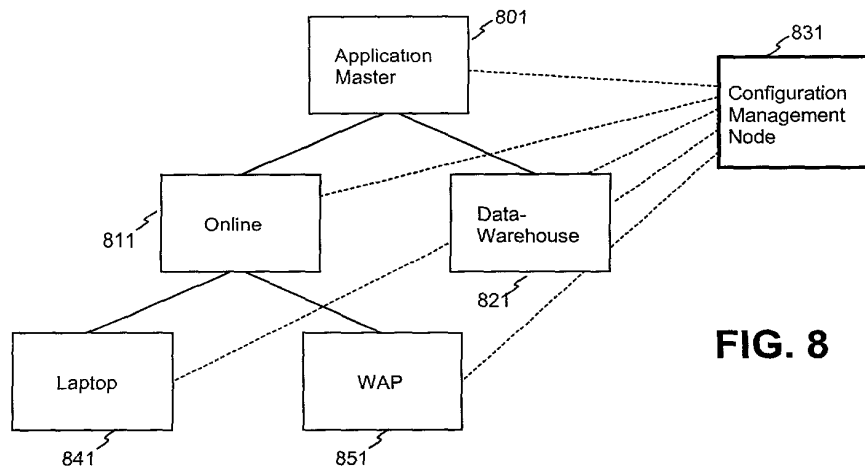 801
831
Application
Master
Configuration
Management
Node
811
Online
Data-
Warehouse
821
FIG. 8
Laptop
WAP
841
851